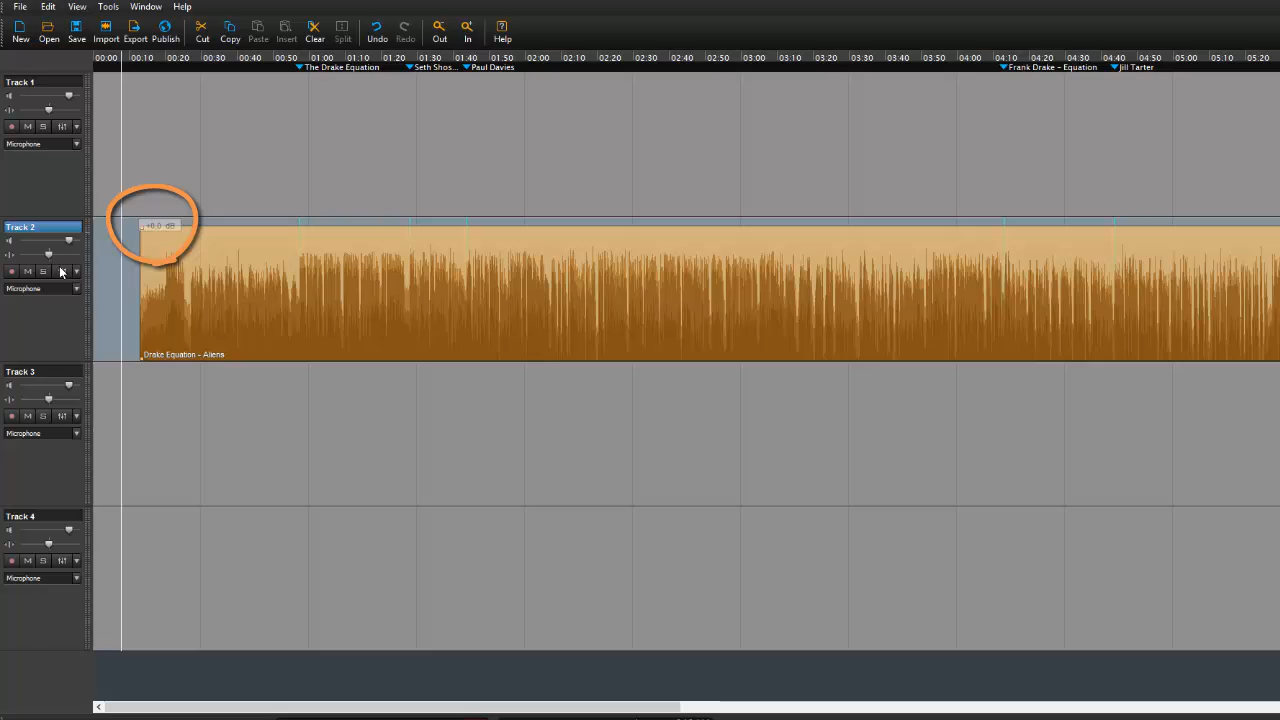 File Edit View Tools Window Help
New Open Save Import Export Publish Cut Copy Paste Insert Clear Split Undo Redo Out In Help
00:00 00:10 00:20 00:30 00:40 00:50 01:00 01:10 01:20 01:30 01:40 01:50 02:00 02:10 02:20 02:30 02:40 02:50 03:00 03:10 03:20 03:30 03:40 03:50 04:00 04:10 04:20 04:30 04:40 04:50 05:00 05:10 05:20
The Drake Equation Seth Shos... Paul Davies Frank Drake - Equation Jill Tarter
Track 1
M S
Microphone
Track 2
+0.0 dB
M S
Microphone
Drake Equation - Aliens
Track 3
M S
Microphone
Track 4
M S
Microphone